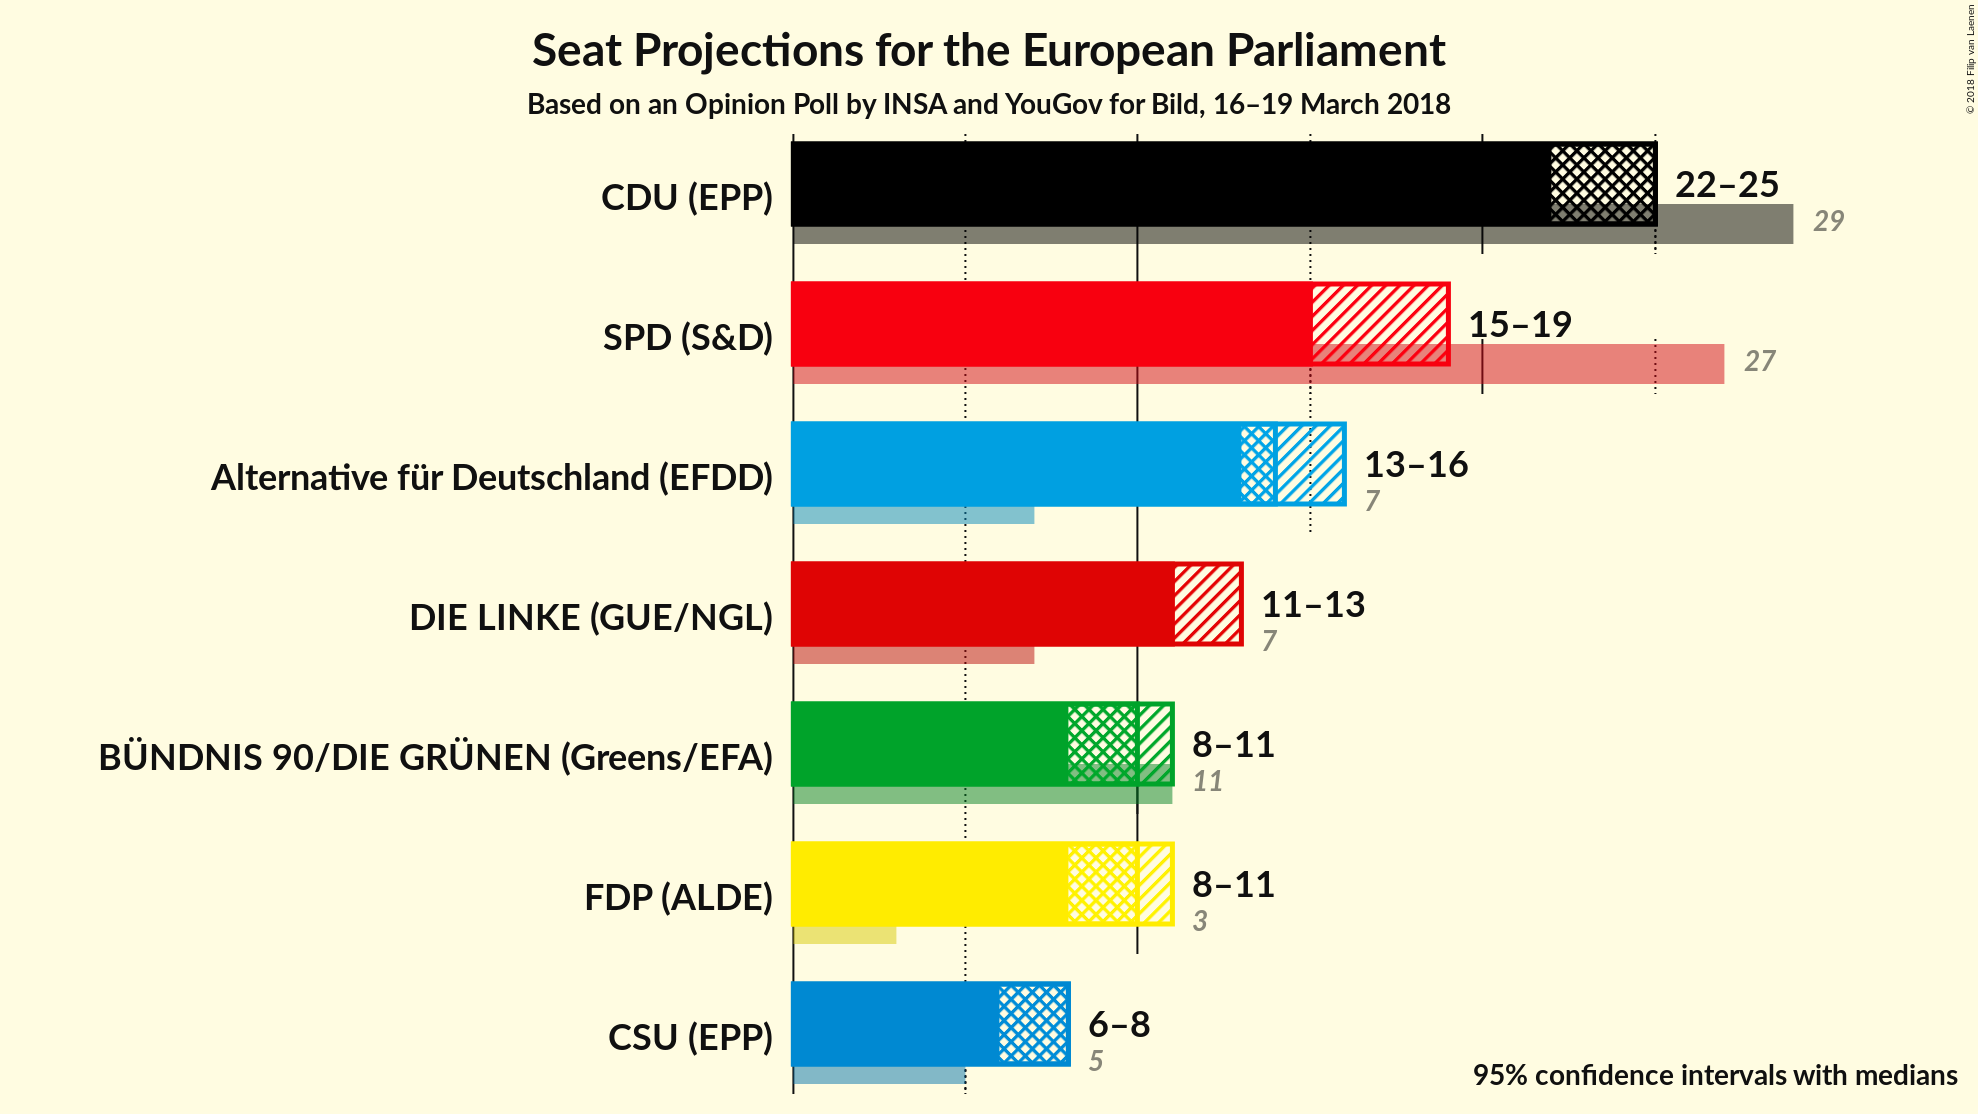 Seat Projections for the European Parliament
Based on an Opinion Poll by INSA and YouGov for Bild, 16–19 March 2018
© 2018 Filip van Laenen
CDU (EPP)
22–25
29
SPD (S&D)
15–19
27
Alternative für Deutschland (EFDD)
13–16
7
DIE LINKE (GUE/NGL)
11–13
7
BÜNDNIS 90/DIE GRÜNEN (Greens/EFA)
8–11
11
FDP (ALDE)
8–11
3
CSU (EPP)
6–8
5
95% confidence intervals with medians